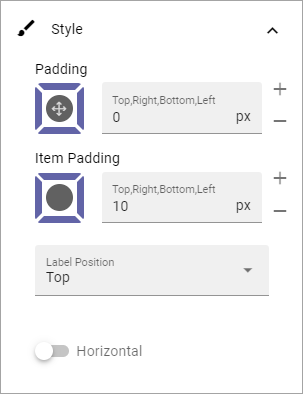 Style
Padding
Top,Right,Bottom,Left
0 px
Item Padding
Top,Right,Bottom,Left
10 px
Label Position
Top
Horizontal